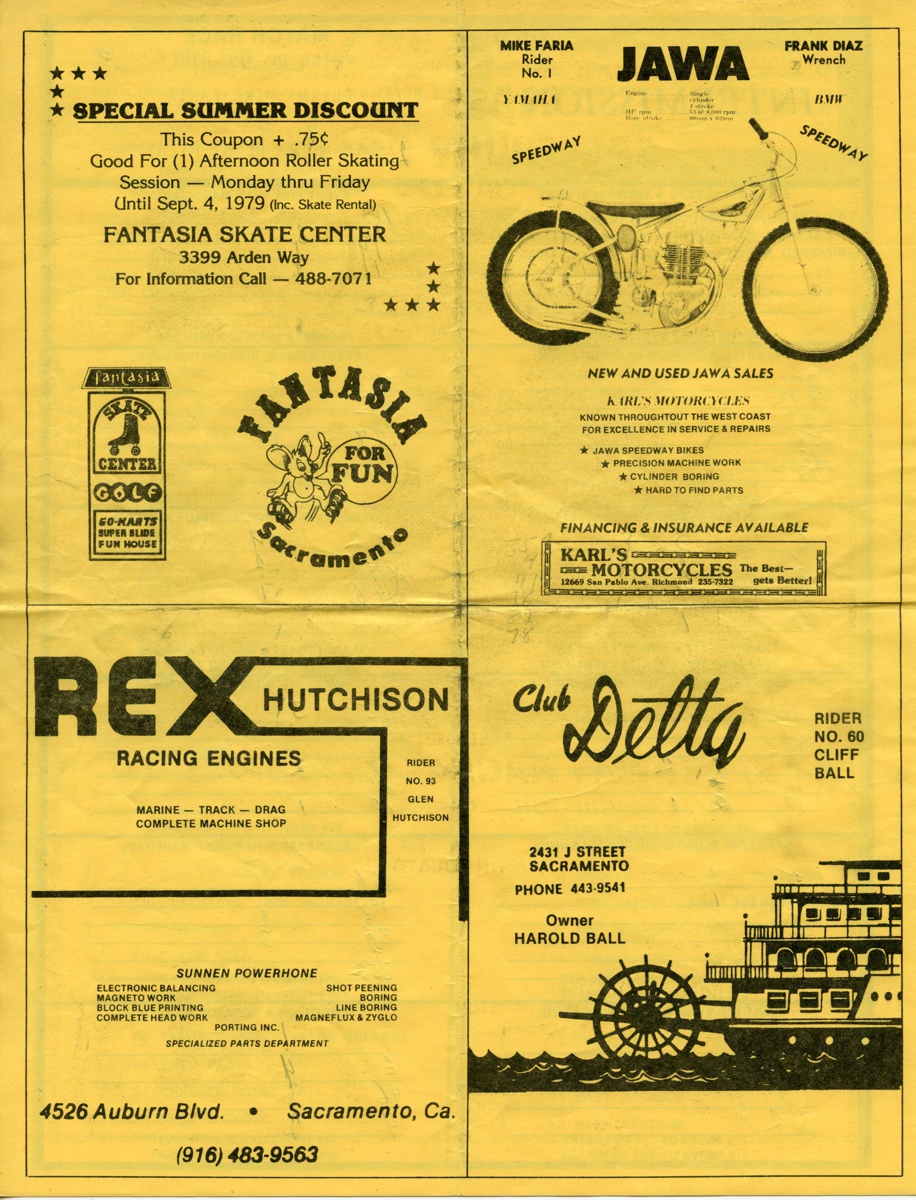 SPECIAL SUMMER DISCOUNT
This Coupon + .75¢
Good For (1) Afternoon Roller Skating
Session — Monday thru Friday
Until Sept. 4, 1979 (Inc. Skate Rental)
FANTASIA SKATE CENTER
3399 Arden Way
For Information Call — 488-7071
fantasia
SKATE
CENTER
GOLF
GO-KARTS
SUPER SLIDE
FUN HOUSE
FANTASIA
FOR
FUN
Sacramento
MIKE FARIA
Rider
No. 1
JAWA
FRANK DIAZ
Wrench
YAMAHA
BMW
Engine Single
cylinder
4 stroke
SPEEDWAY
SPEEDWAY
NEW AND USED JAWA SALES
KARL'S MOTORCYCLES
KNOWN THROUGHTOUT THE WEST COAST
FOR EXCELLENCE IN SERVICE & REPAIRS
★ JAWA SPEEDWAY BIKES
★ PRECISION MACHINE WORK
★ CYLINDER BORING
★ HARD TO FIND PARTS
FINANCING & INSURANCE AVAILABLE
KARL'S
MOTORCYCLES The Best—
12669 San Pablo Ave. Richmond 235-7322 gets Better!
78
REX HUTCHISON
RACING ENGINES
MARINE — TRACK — DRAG
COMPLETE MACHINE SHOP
RIDER
NO. 93
GLEN
HUTCHISON
SUNNEN POWERHONE
ELECTRONIC BALANCING SHOT PEENING
MAGNETO WORK BORING
BLOCK BLUE PRINTING LINE BORING
COMPLETE HEAD WORK MAGNEFLUX & ZYGLO
PORTING INC.
SPECIALIZED PARTS DEPARTMENT
4526 Auburn Blvd. • Sacramento, Ca.
(916) 483-9563
Club Delta
RIDER
NO. 60
CLIFF
BALL
2431 J STREET
SACRAMENTO
PHONE 443-9541
Owner
HAROLD BALL